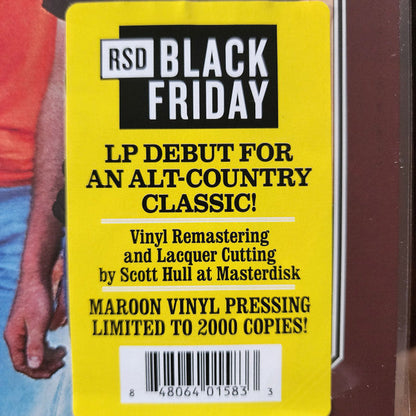 RSD BLACK
FRIDAY
LP DEBUT FOR
AN ALT-COUNTRY
CLASSIC!
Vinyl Remastering
and Lacquer Cutting
by Scott Hull at Masterdisk
MAROON VINYL PRESSING
LIMITED TO 2000 COPIES!
8 48064 01583 3